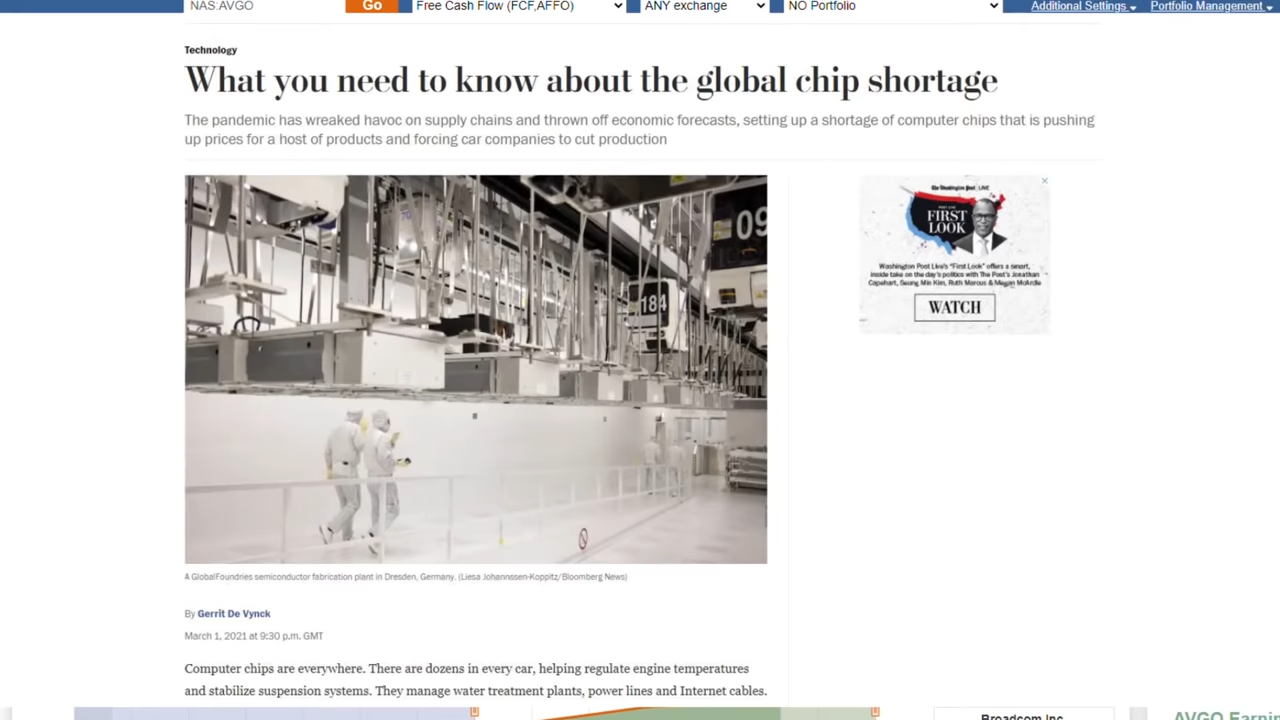 NAS:AVGO Go Free Cash Flow (FCF,AFFO) ANY exchange NO Portfolio Additional Settings Portfolio Management
Technology
What you need to know about the global chip shortage
The pandemic has wreaked havoc on supply chains and thrown off economic forecasts, setting up a shortage of computer chips that is pushing
up prices for a host of products and forcing car companies to cut production
09
184
The Washington Post LIVE
FIRST
LOOK
Washington Post Live's "First Look" offers a smart,
inside take on the day's politics with The Post's Jonathan
Capehart, Seung Min Kim, Ruth Marcus & Megan McArdle
WATCH
A GlobalFoundries semiconductor fabrication plant in Dresden, Germany. (Liesa Johannssen-Koppitz/Bloomberg News)
By Gerrit De Vynck
March 1, 2021 at 9:30 p.m. GMT
Computer chips are everywhere. There are dozens in every car, helping regulate engine temperatures
and stabilize suspension systems. They manage water treatment plants, power lines and Internet cables.
Broadcom Inc
AVGO